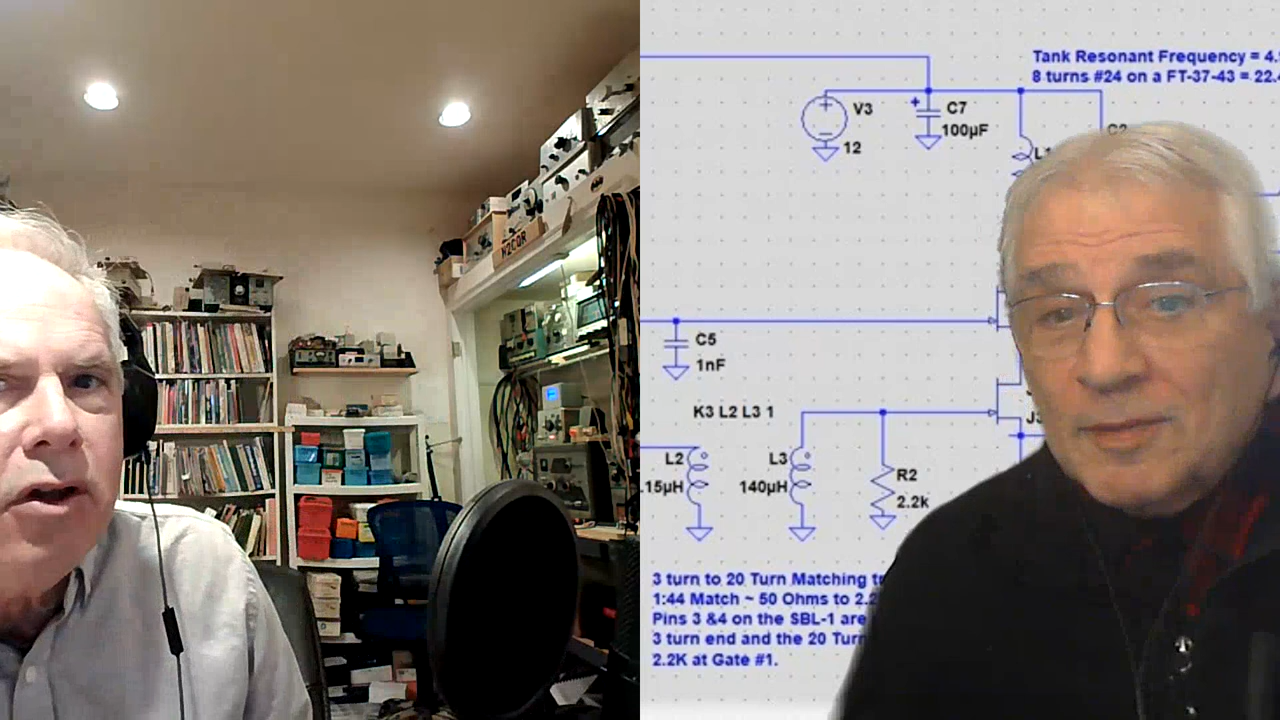 N2CQR
Tank Resonant Frequency = 4.
8 turns #24 on a FT-37-43 = 22.
V3
C7
100µF
12
C2
L1
C5
1nF
K3 L2 L3 1
L2
L3
R2
.15µH
140µH
2.2k
3 turn to 20 Turn Matching
1:44 Match ~ 50 Ohms to 2.2
Pins 3 &4 on the SBL-1 are
3 turn end and the 20 Turn
2.2K at Gate #1.